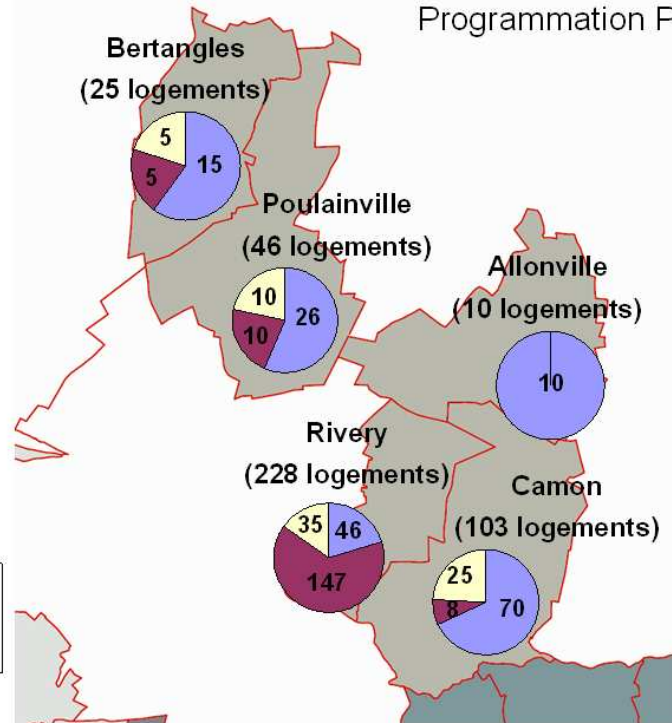 Programmation P
Bertangles
(25 logements)
5
15
5
Poulainville
(46 logements)
10
26
10
Allonville
(10 logements)
10
Rivery
(228 logements)
35
46
147
Camon
(103 logements)
25
8
70